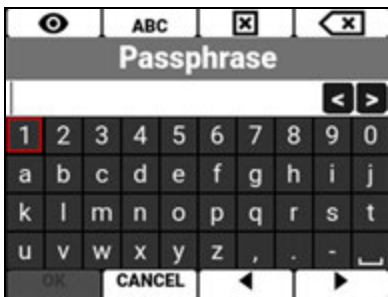 ABC
Passphrase
< >
1 2 3 4 5 6 7 8 9 0
a b c d e f g h i j
k l m n o p q r s t
u v w x y z , . -
OK CANCEL